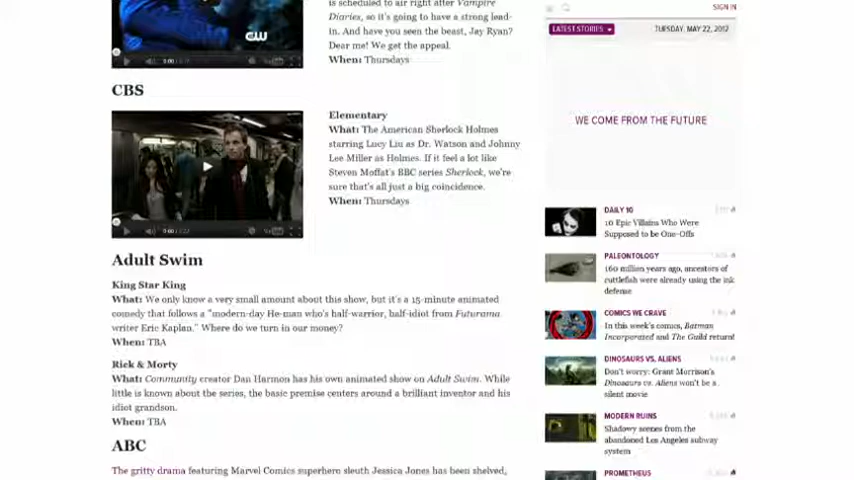 is scheduled to air right after Vampire
Diaries, so it's going to have a strong lead-
in. And have you seen the beast, Jay Ryan?
Dear me! We get the appeal.
When: Thursdays
CW
CBS
Elementary
What: The American Sherlock Holmes
starring Lucy Liu as Dr. Watson and Johnny
Lee Miller as Holmes. If it feel a lot like
Steven Moffat's BBC series Sherlock, we're
sure that's all just a big coincidence.
When: Thursdays
Adult Swim
King Star King
What: We only know a very small amount about this show, but it's a 15-minute animated
comedy that follows a "modern-day He-man who's half-warrior, half-idiot from Futurama
writer Eric Kaplan." Where do we turn in our money?
When: TBA
Rick & Morty
What: Community creator Dan Harmon has his own animated show on Adult Swim. While
little is known about the series, the basic premise centers around a brilliant inventor and his
idiot grandson.
When: TBA
ABC
The gritty drama featuring Marvel Comics superhero sleuth Jessica Jones has been shelved,
SIGN IN
LATEST STORIES
TUESDAY, MAY 22, 2012
WE COME FROM THE FUTURE
DAILY 10
10 Epic Villains Who Were
Supposed to be One-Offs
PALEONTOLOGY
160 million years ago, ancestors of
cuttlefish were already using the ink
defense
COMICS WE CRAVE
In this week's comics, Batman
Incorporated and The Guild return!
DINOSAURS VS. ALIENS
Don't worry: Grant Morrison's
Dinosaurs vs. Aliens won't be a
silent movie
MODERN RUINS
Shadowy scenes from the
abandoned Los Angeles subway
system
PROMETHEUS